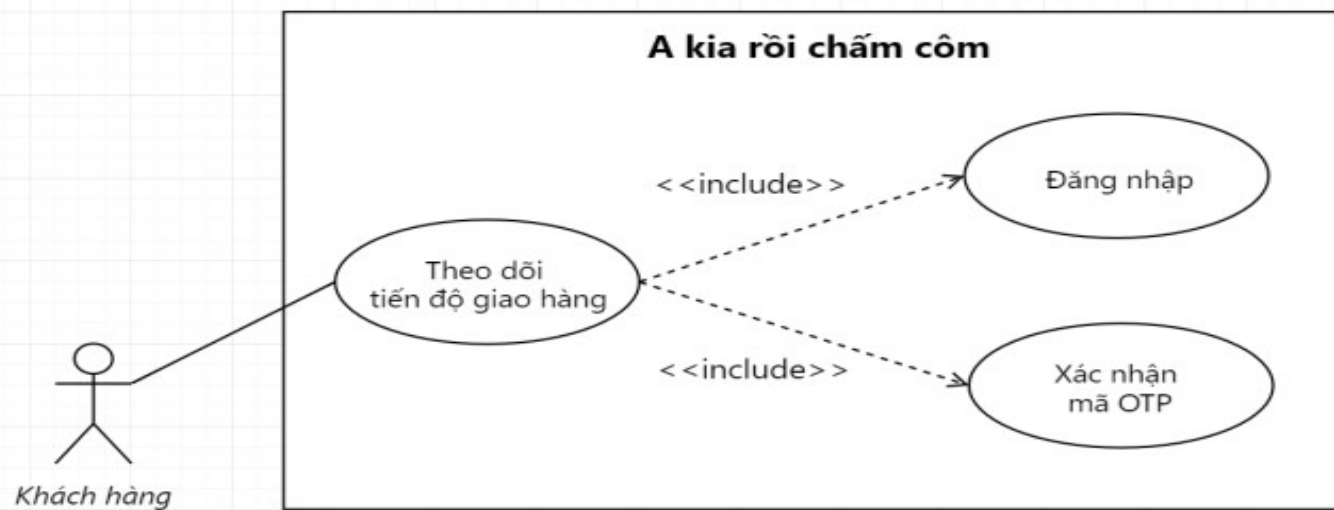 A kia rồi chấm côm
<<include>>
Đăng nhập
Theo dõi
tiến độ giao hàng
<<include>>
Xác nhận
mã OTP
Khách hàng